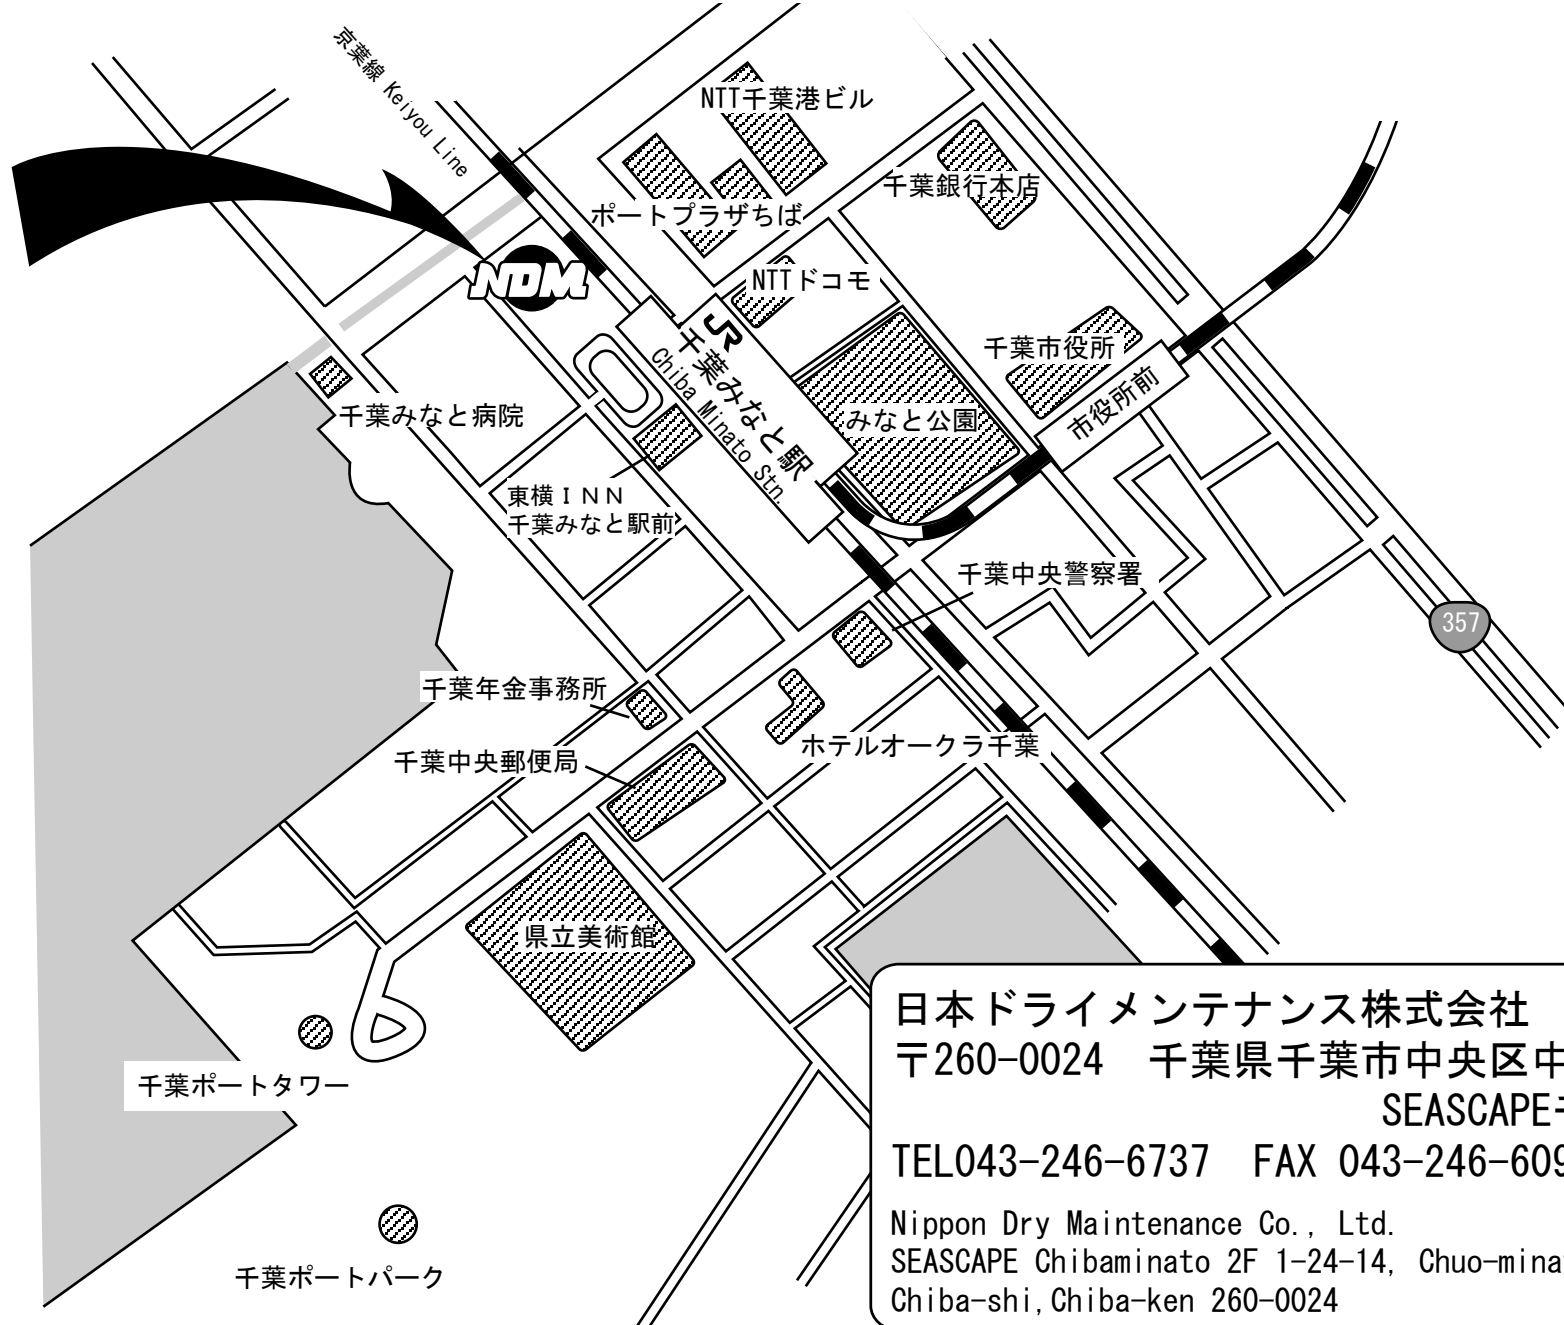 京葉線 Keiyou Line
NTT千葉港ビル
千葉銀行本店
ポートプラザちば
NDM
NTTドコモ
JR
千葉みなと駅
Chiba Minato Stn.
千葉市役所
市役所前
みなと公園
千葉みなと病院
東横ＩＮＮ
千葉みなと駅前
千葉中央警察署
357
千葉年金事務所
千葉中央郵便局
ホテルオークラ千葉
県立美術館
千葉ポートタワー
千葉ポートパーク
日本ドライメンテナンス株式会社
〒260-0024　千葉県千葉市中央区中
SEASCAPE
TEL043-246-6737　FAX 043-246-609
Nippon Dry Maintenance Co., Ltd.
SEASCAPE Chibaminato 2F 1-24-14, Chuo-mina
Chiba-shi,Chiba-ken 260-0024